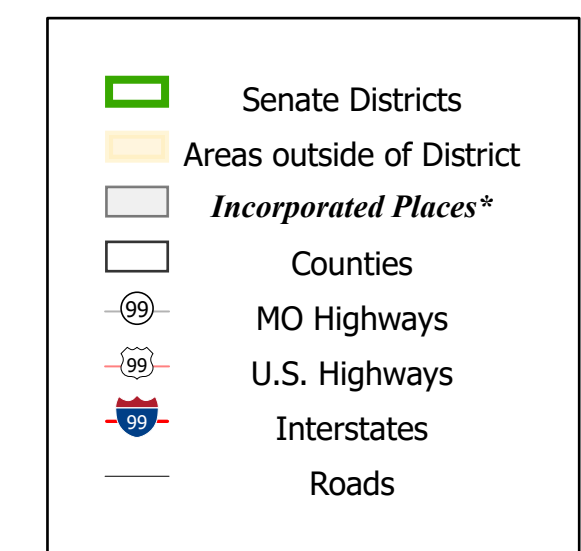 Senate Districts
Areas outside of District
Incorporated Places*
Counties
99 MO Highways
99 U.S. Highways
99 Interstates
Roads